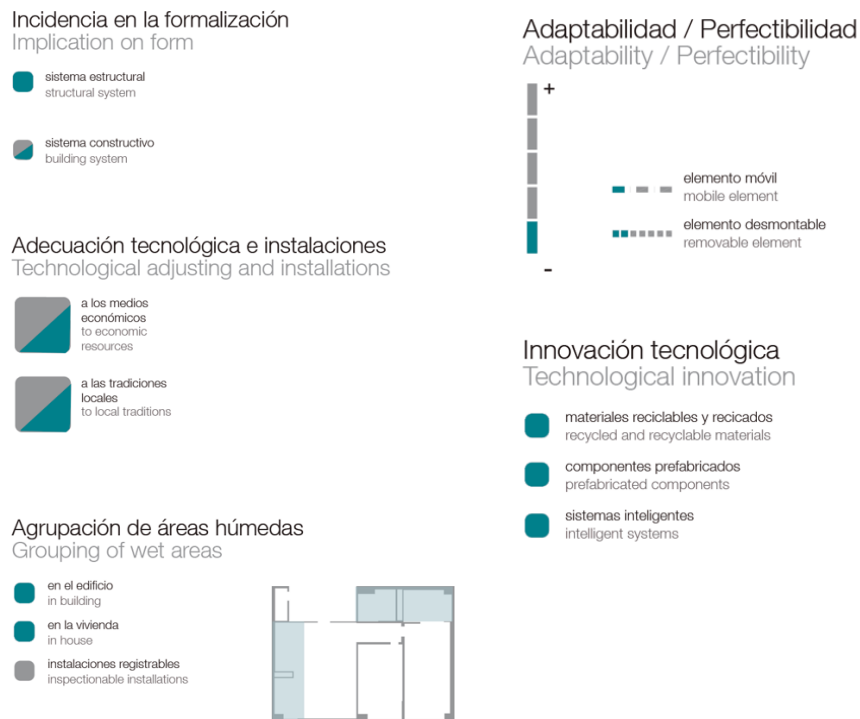 Incidencia en la formalización
Implication on form
sistema estructural
structural system
sistema constructivo
building system
Adecuación tecnológica e instalaciones
Technological adjusting and installations
a los medios
económicos
to economic
resources
a las tradiciones
locales
to local traditions
Agrupación de áreas húmedas
Grouping of wet areas
en el edificio
in building
en la vivienda
in house
instalaciones registrables
inspectionable installations
Adaptabilidad / Perfectibilidad
Adaptability / Perfectibility
+
elemento móvil
mobile element
elemento desmontable
removable element
-
Innovación tecnológica
Technological innovation
materiales reciclables y recicados
recycled and recyclable materials
componentes prefabricados
prefabricated components
sistemas inteligentes
intelligent systems